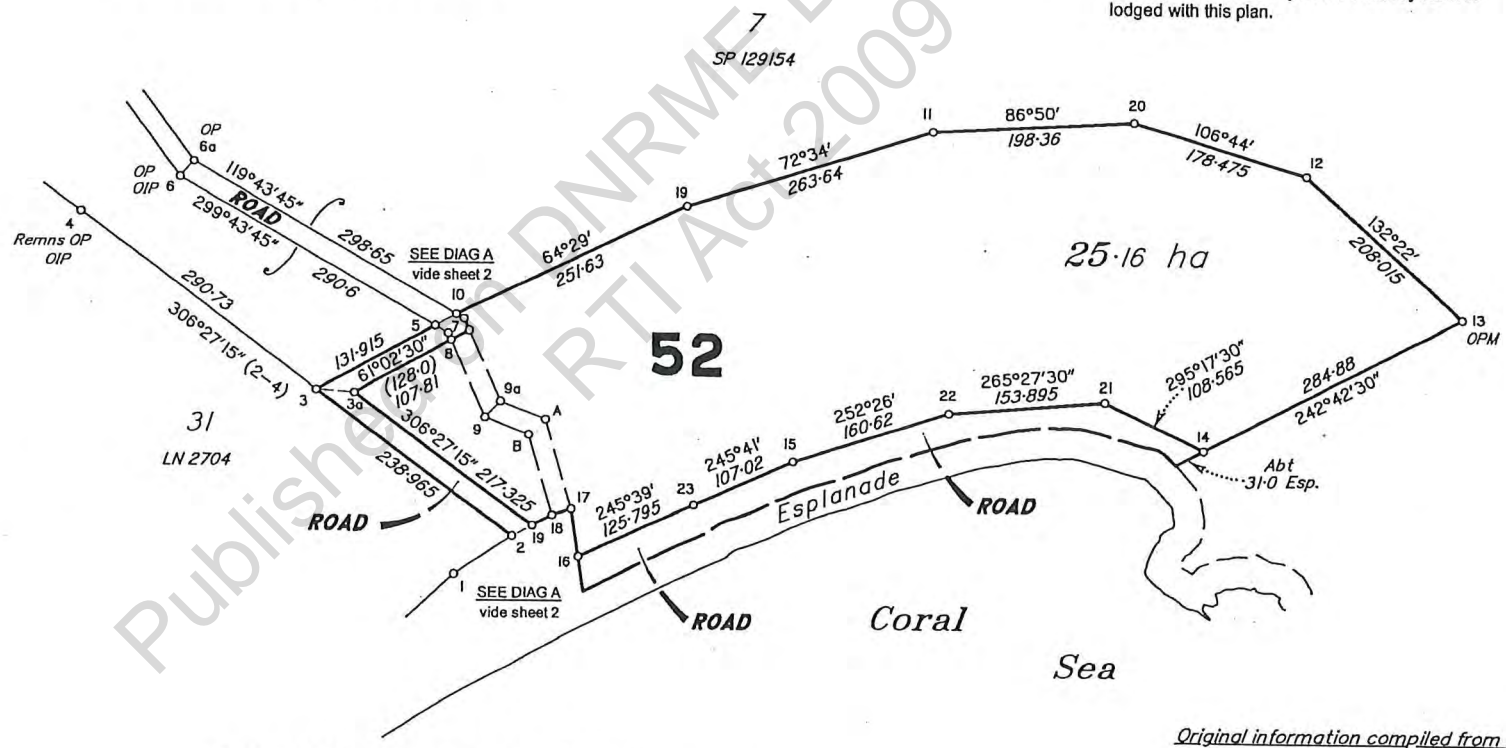 lodged with this plan.
7
SP 129154
Published on DNRME
RTI Act 2009
11
86°50'
198·36
20
106°44'
178·475
12
72°34'
263·64
19
132°22'
208·015
OP
6a
OP
OIP
6
119°43'45"
ROAD
299°43'45"
298·65
290·6
4
Remns OP
OIP
SEE DIAG A
vide sheet 2
64°29'
251·63
25·16 ha
10
13
OPM
290·73
306°27'15" (2-4)
5
7
8
131·915
61°02'30"
(128·0)
107·81
52
3
3a
31
LN 2704
9a
A
9
B
306°27'15" 217·325
238·965
ROAD
295°17'30"
108·565
284·88
242°42'30"
265°27'30"
153·895
21
22
252°26'
160·62
15
14
245°41'
107·02
Abt
31·0 Esp.
23
245°39'
125·795
Esplanade
ROAD
17
18
19
2
16
1
SEE DIAG A
vide sheet 2
ROAD
Coral
Sea
Original information compiled from